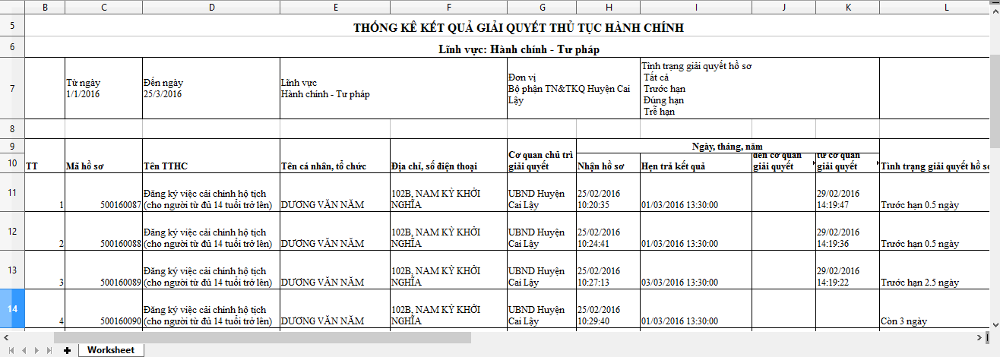 B C D E F G H I J K L
5 THỐNG KÊ KẾT QUẢ GIẢI QUYẾT THỦ TỤC HÀNH CHÍNH
6 Lĩnh vực: Hành chính - Tư pháp
7
Từ ngày
1/1/2016
Đến ngày
25/3/2016
Lĩnh vực
Hành chính - Tư pháp
Đơn vị
Bộ phận TN&TKQ Huyện Cai
Lậy
Tình trạng giải quyết hồ sơ
Tất cả
Trước hạn
Đúng hạn
Trễ hạn
8
9
10
TT
Mã hồ sơ
Tên TTHC
Tên cá nhân, tổ chức
Địa chỉ, số điện thoại
Cơ quan chủ trì
giải quyết
Ngày, tháng, năm
Nhận hồ sơ
Hẹn trả kết quả
đến cơ quan
giải quyết
từ cơ quan
giải quyết
Tình trạng giải quyết hồ sơ
11
1
500160087
Đăng ký việc cải chính hộ tịch
(cho người từ đủ 14 tuổi trở lên)
DƯƠNG VĂN NĂM
102B, NAM KỲ KHỞI
NGHĨA
UBND Huyện
Cai Lậy
25/02/2016
10:20:35
01/03/2016 13:30:00
29/02/2016
14:19:47
Trước hạn 0.5 ngày
12
2
500160088
Đăng ký việc cải chính hộ tịch
(cho người từ đủ 14 tuổi trở lên)
DƯƠNG VĂN NĂM
102B, NAM KỲ KHỞI
NGHĨA
UBND Huyện
Cai Lậy
25/02/2016
10:24:41
01/03/2016 13:30:00
29/02/2016
14:19:36
Trước hạn 0.5 ngày
13
3
500160089
Đăng ký việc cải chính hộ tịch
(cho người từ đủ 14 tuổi trở lên)
DƯƠNG VĂN NĂM
102B, NAM KỲ KHỞI
NGHĨA
UBND Huyện
Cai Lậy
25/02/2016
10:27:13
03/03/2016 13:30:00
29/02/2016
14:19:22
Trước hạn 2.5 ngày
14
4
500160090
Đăng ký việc cải chính hộ tịch
(cho người từ đủ 14 tuổi trở lên)
DƯƠNG VĂN NĂM
102B, NAM KỲ KHỞI
NGHĨA
UBND Huyện
Cai Lậy
25/02/2016
10:29:40
01/03/2016 13:30:00
Còn 3 ngày
Worksheet